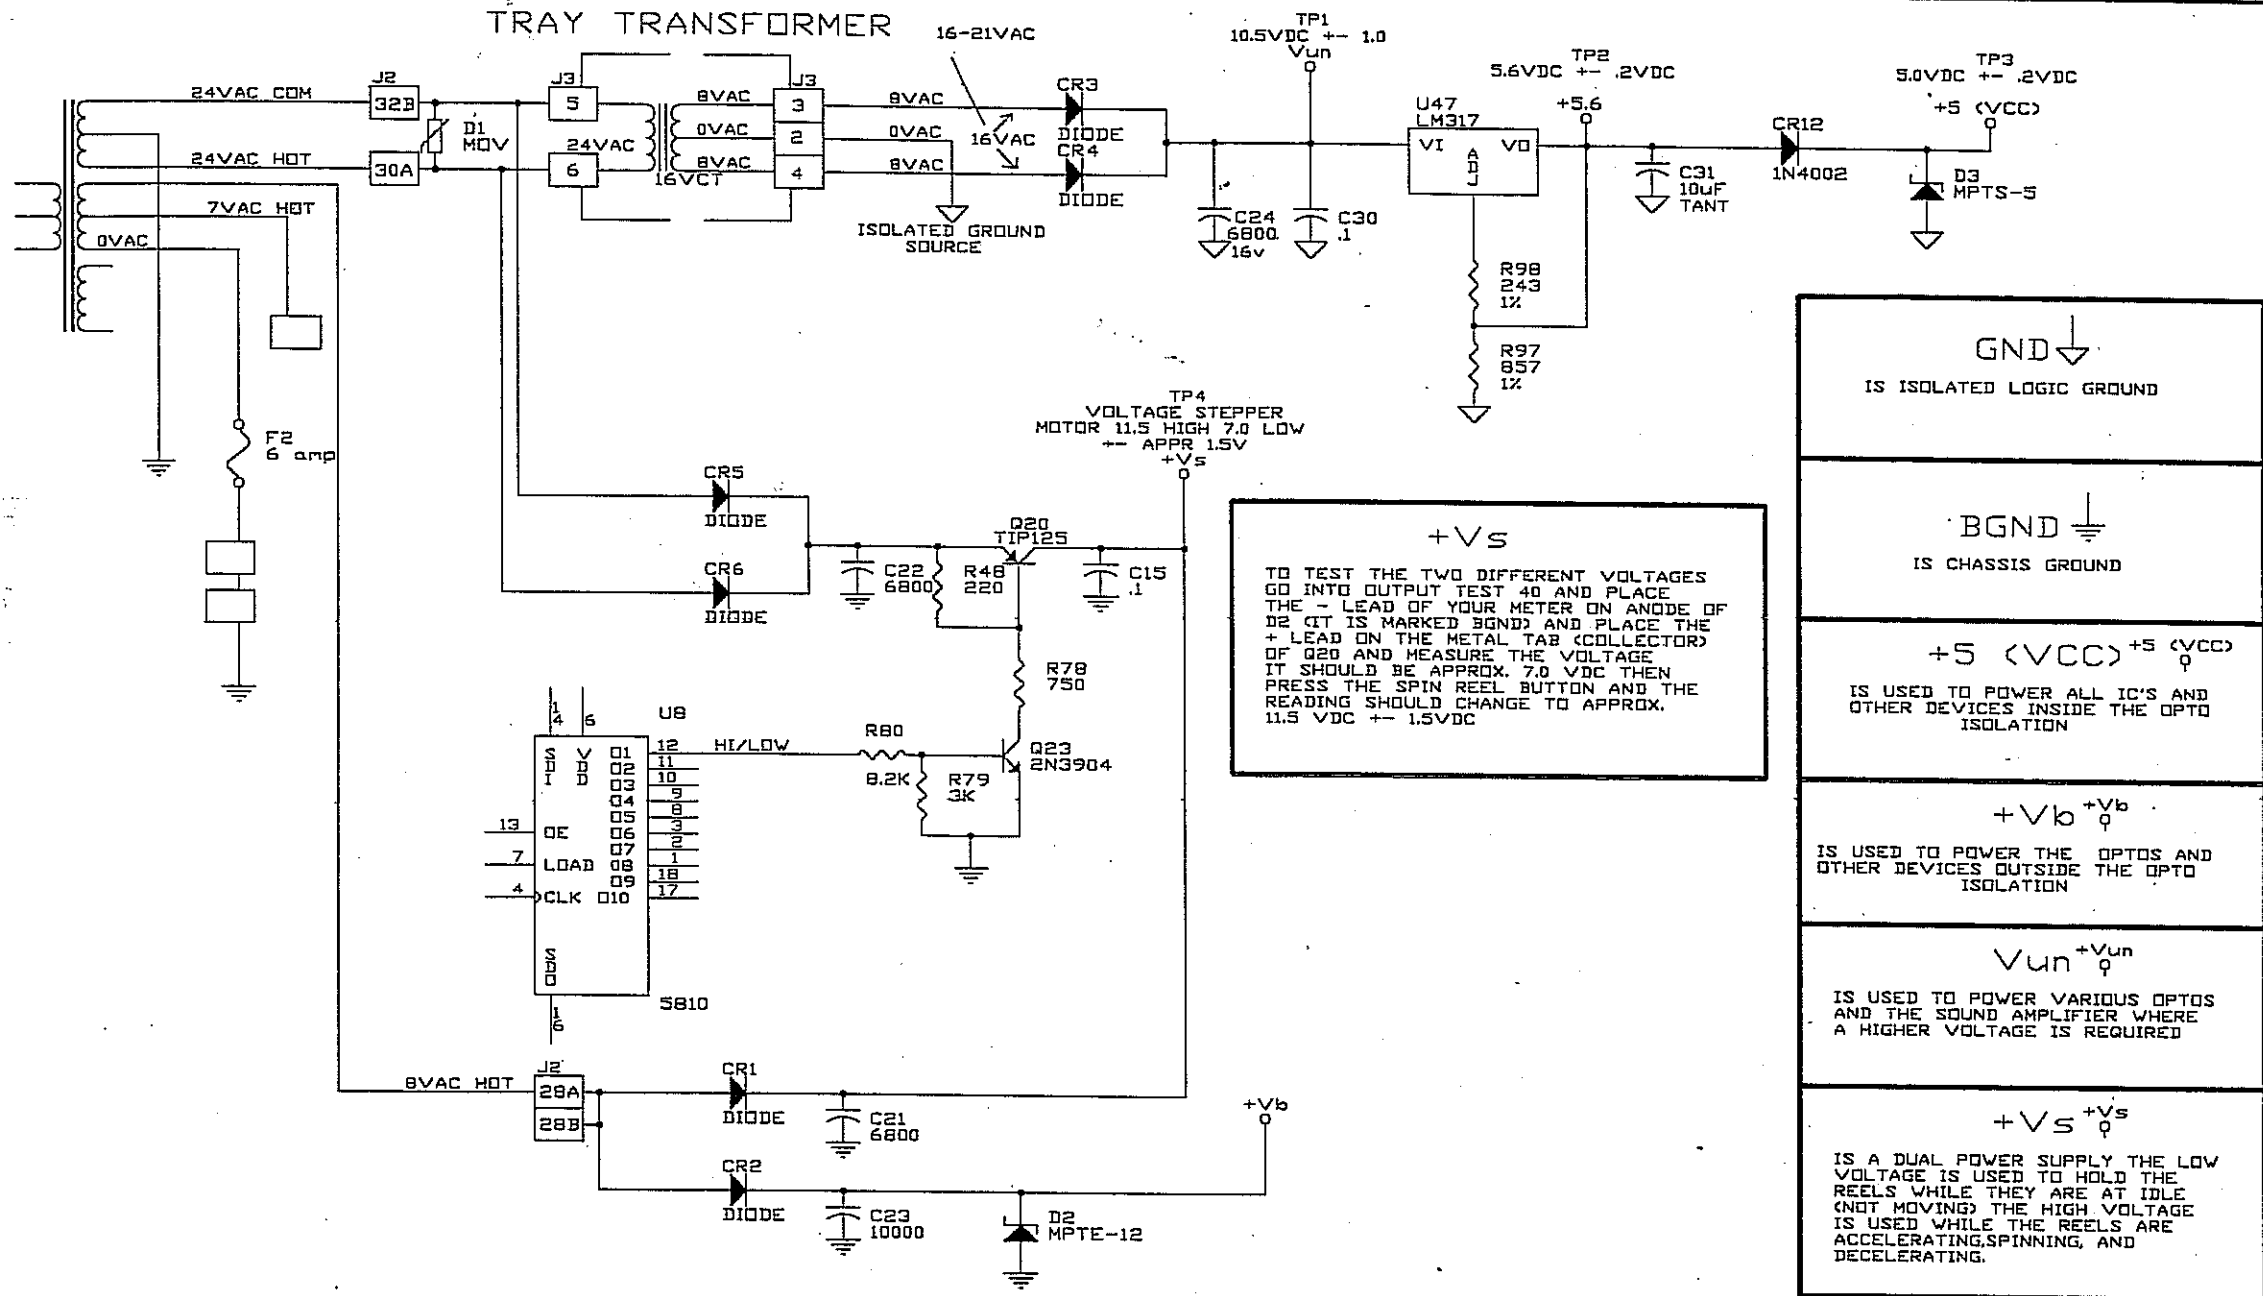 TRAY TRANSFORMER
16-21VAC
TP1
10.5VDC +- 1.0
Vun
TP2
5.6VDC +- .2VDC
+5.6
TP3
5.0VDC +- .2VDC
+5 (VCC)
24VAC COM
J2
32B
D1
MOV
24VAC HOT
30A
J3
5
24VAC
6
16VCT
8VAC
0VAC
8VAC
J3
3
2
4
8VAC
0VAC
8VAC
16VAC
CR3
DIODE
CR4
DIODE
ISOLATED GROUND
SOURCE
C24
6800
16v
C30
.1
U47
LM317
VI
VO
ADJ
R98
243
1%
R97
857
1%
C31
10uF
TANT
CR12
1N4002
D3
MPTS-5
7VAC HOT
0VAC
F2
6 amp
TP4
VOLTAGE STEPPER
MOTOR 11.5 HIGH 7.0 LOW
+- APPR 1.5V
+Vs
CR5
DIODE
CR6
DIODE
C22
6800
R48
220
Q20
TIP125
C15
.1
R78
750
Q23
2N3904
R80
8.2K
R79
3K
HI/LOW
U8
14
6
SDI
VDD
O1
O2
O3
O4
O5
O6
O7
O8
O9
O10
12
11
10
9
8
3
2
1
18
17
13
OE
7
LOAD
4
CLK
SDO
16
5810
8VAC HOT
J2
28A
28B
CR1
DIODE
C21
6800
CR2
DIODE
C23
10000
D2
MPTE-12
+Vb
+Vs
TO TEST THE TWO DIFFERENT VOLTAGES
GO INTO OUTPUT TEST 40 AND PLACE
THE - LEAD OF YOUR METER ON ANODE OF
D2 (IT IS MARKED BGND) AND PLACE THE
+ LEAD ON THE METAL TAB (COLLECTOR)
OF Q20 AND MEASURE THE VOLTAGE
IT SHOULD BE APPROX. 7.0 VDC THEN
PRESS THE SPIN REEL BUTTON AND THE
READING SHOULD CHANGE TO APPROX.
11.5 VDC +- 1.5VDC
GND
IS ISOLATED LOGIC GROUND
BGND
IS CHASSIS GROUND
+5 (VCC) +5 (VCC)
IS USED TO POWER ALL IC'S AND
OTHER DEVICES INSIDE THE OPTO
ISOLATION
+Vb +Vb
IS USED TO POWER THE OPTOS AND
OTHER DEVICES OUTSIDE THE OPTO
ISOLATION
Vun +Vun
IS USED TO POWER VARIOUS OPTOS
AND THE SOUND AMPLIFIER WHERE
A HIGHER VOLTAGE IS REQUIRED
+Vs +Vs
IS A DUAL POWER SUPPLY THE LOW
VOLTAGE IS USED TO HOLD THE
REELS WHILE THEY ARE AT IDLE
(NOT MOVING) THE HIGH VOLTAGE
IS USED WHILE THE REELS ARE
ACCELERATING,SPINNING, AND
DECELERATING.